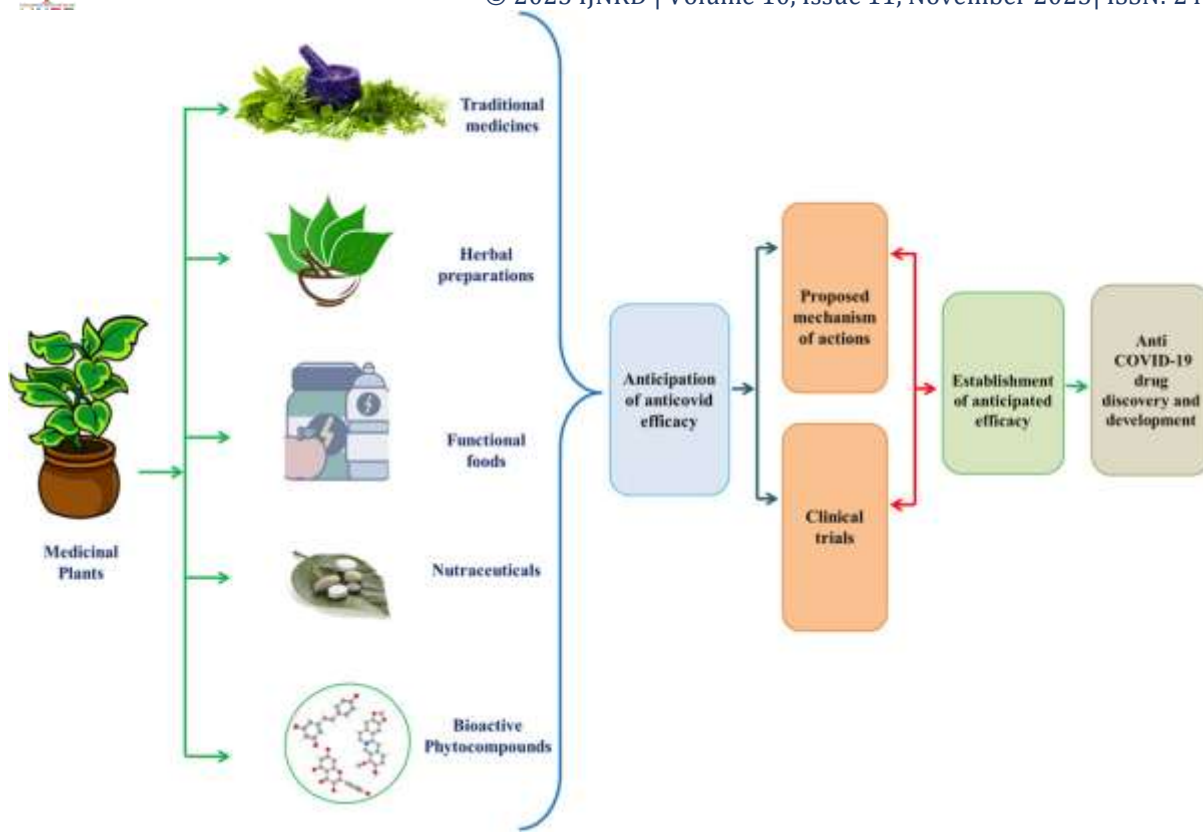 © 2025 IJNRD | Volume 10, Issue 11, November 2025| ISSN: 24
Traditional
medicines
Herbal
preparations
Functional
foods
Medicinal
Plants
Nutraceuticals
Bioactive
Phytocompounds
Anticipation
of anticovid
efficacy
Proposed
mechanism
of actions
Clinical
trials
Establishment
of anticipated
efficacy
Anti
COVID-19
drug
discovery and
development